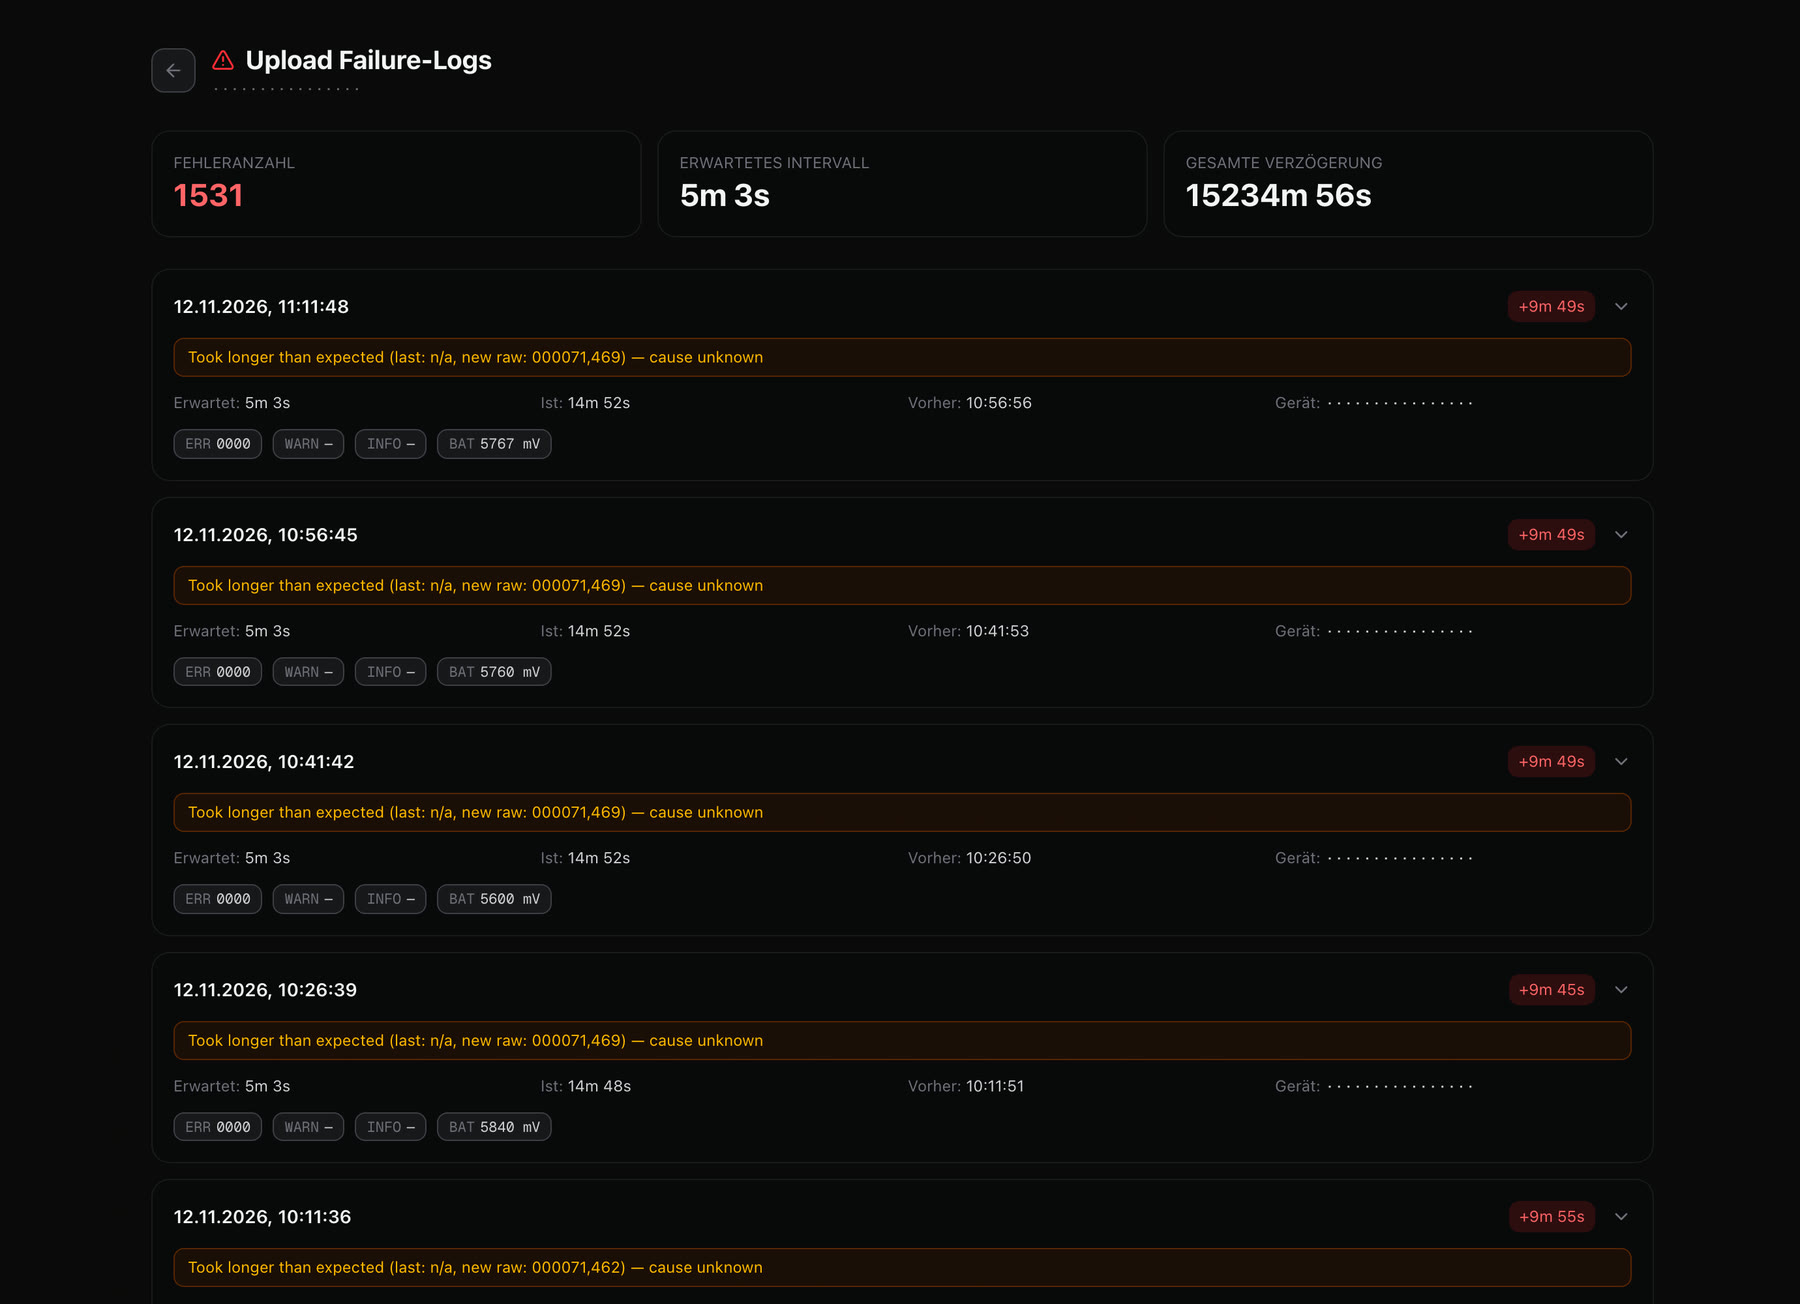 Upload Failure-Logs
················
FEHLERANZAHL
1531
ERWARTETES INTERVALL
5m 3s
GESAMTE VERZÖGERUNG
15234m 56s
12.11.2026, 11:11:48
+9m 49s
Took longer than expected (last: n/a, new raw: 000071,469) — cause unknown
Erwartet: 5m 3s Ist: 14m 52s Vorher: 10:56:56 Gerät: ················
ERR 0000 WARN – INFO – BAT 5767 mV
12.11.2026, 10:56:45
+9m 49s
Took longer than expected (last: n/a, new raw: 000071,469) — cause unknown
Erwartet: 5m 3s Ist: 14m 52s Vorher: 10:41:53 Gerät: ················
ERR 0000 WARN – INFO – BAT 5760 mV
12.11.2026, 10:41:42
+9m 49s
Took longer than expected (last: n/a, new raw: 000071,469) — cause unknown
Erwartet: 5m 3s Ist: 14m 52s Vorher: 10:26:50 Gerät: ················
ERR 0000 WARN – INFO – BAT 5600 mV
12.11.2026, 10:26:39
+9m 45s
Took longer than expected (last: n/a, new raw: 000071,469) — cause unknown
Erwartet: 5m 3s Ist: 14m 48s Vorher: 10:11:51 Gerät: ················
ERR 0000 WARN – INFO – BAT 5840 mV
12.11.2026, 10:11:36
+9m 55s
Took longer than expected (last: n/a, new raw: 000071,462) — cause unknown